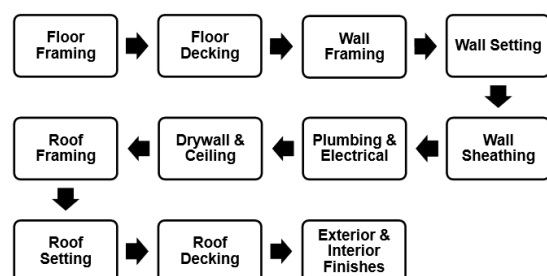 Floor
Framing
Floor
Decking
Wall
Framing
Wall Setting
Wall
Sheathing
Plumbing &
Electrical
Drywall &
Ceiling
Roof
Framing
Roof
Setting
Roof
Decking
Exterior &
Interior
Finishes